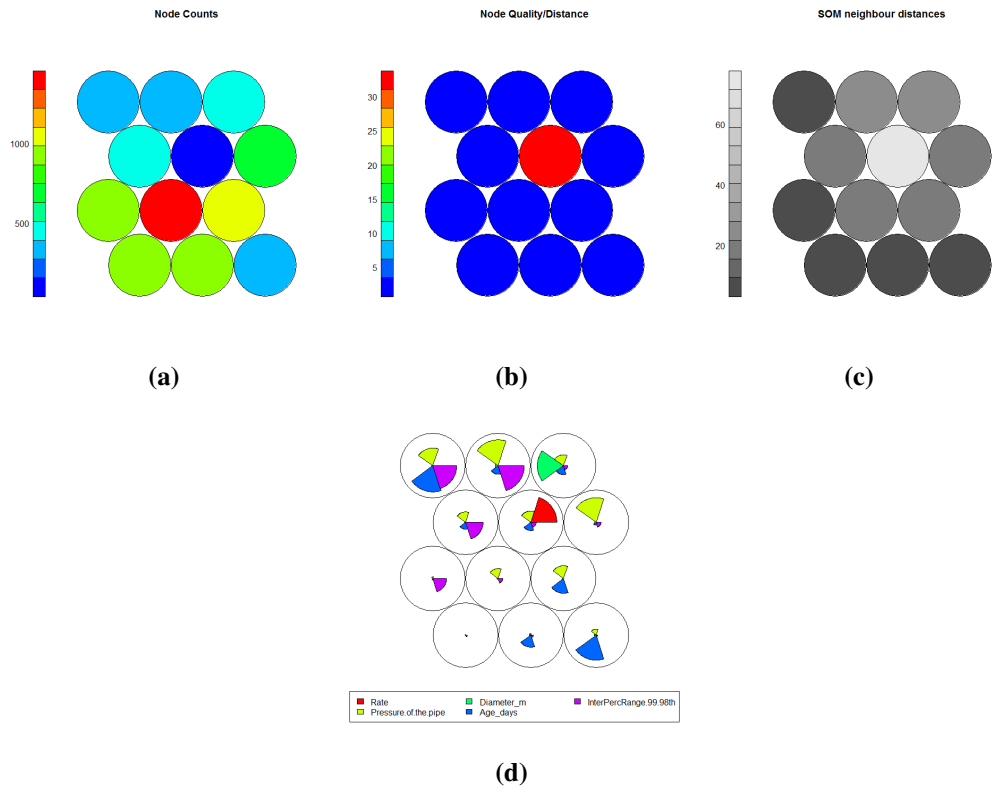 Node Counts
Node Quality/Distance
SOM neighbour distances
1000
500
30
25
20
15
10
5
60
40
20
(a)
(b)
(c)
Rate
Pressure.of.the.pipe
Diameter_m
Age_days
InterPercRange.99.98th
(d)